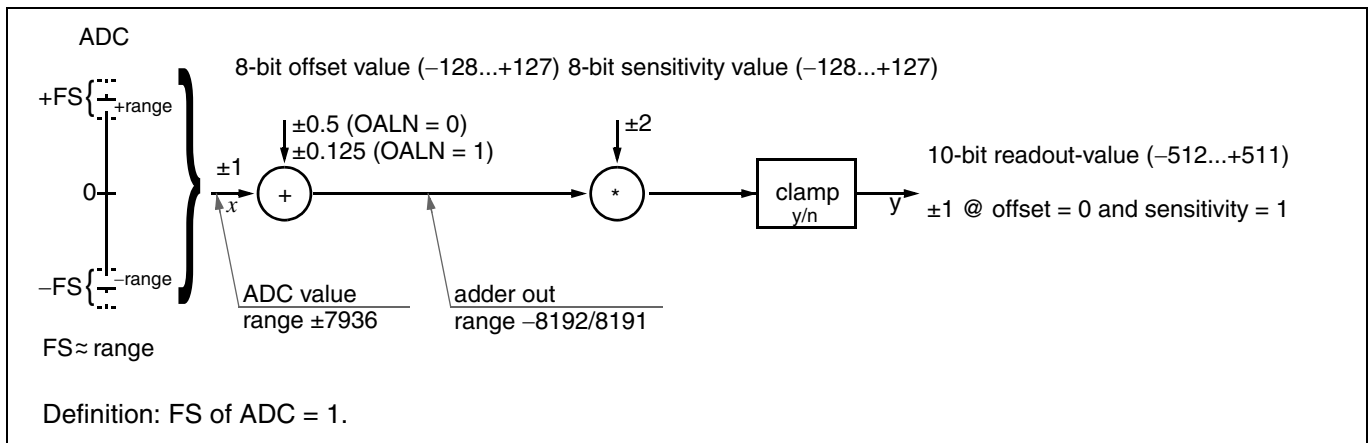 ADC
8-bit offset value (−128...+127) 8-bit sensitivity value (−128...+127)
+FS{
+range
±0.5 (OALN = 0)
±0.125 (OALN = 1)
±2
10-bit readout-value (−512...+511)
±1
0
x
+
*
clamp
y/n
y
±1 @ offset = 0 and sensitivity = 1
−FS{
−range
ADC value
range ±7936
adder out
range −8192/8191
FS≈ range
Definition: FS of ADC = 1.